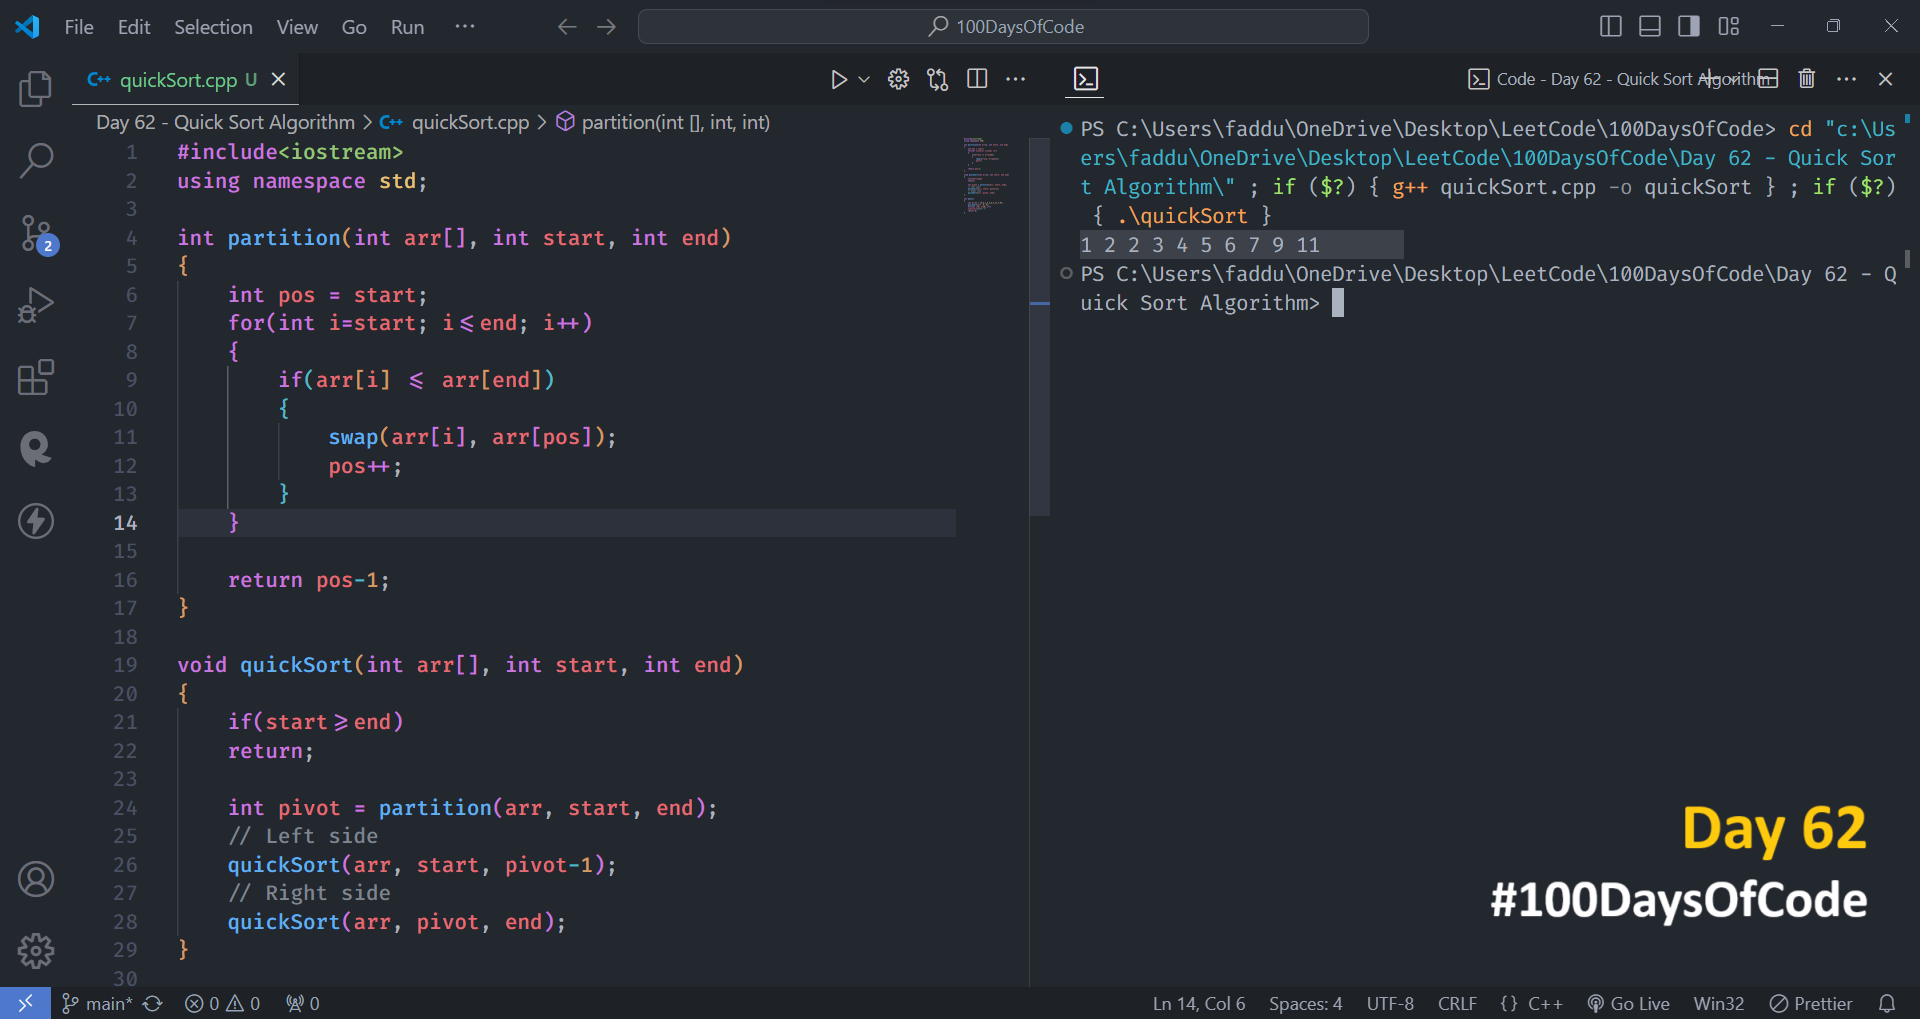 File Edit Selection View Go Run ··· 100DaysOfCode
C++ quickSort.cpp U
Day 62 - Quick Sort Algorithm > C++ quickSort.cpp > partition(int [], int, int)
1 #include<iostream>
2 using namespace std;
3
4 int partition(int arr[], int start, int end)
5 {
6 int pos = start;
7 for(int i=start; i<=end; i++)
8 {
9 if(arr[i] <= arr[end])
10 {
11 swap(arr[i], arr[pos]);
12 pos++;
13 }
14 }
15
16 return pos-1;
17 }
18
19 void quickSort(int arr[], int start, int end)
20 {
21 if(start>=end)
22 return;
23
24 int pivot = partition(arr, start, end);
25 // Left side
26 quickSort(arr, start, pivot-1);
27 // Right side
28 quickSort(arr, pivot, end);
29 }
30
Code - Day 62 - Quick Sort Algorithm
PS C:\Users\faddu\OneDrive\Desktop\LeetCode\100DaysOfCode> cd "c:\Us
ers\faddu\OneDrive\Desktop\LeetCode\100DaysOfCode\Day 62 - Quick Sor
t Algorithm\" ; if ($?) { g++ quickSort.cpp -o quickSort } ; if ($?)
{ .\quickSort }
1 2 2 3 4 5 6 7 9 11
PS C:\Users\faddu\OneDrive\Desktop\LeetCode\100DaysOfCode\Day 62 - Q
uick Sort Algorithm>
Day 62
#100DaysOfCode
2
main* 0 0 0 Ln 14, Col 6 Spaces: 4 UTF-8 CRLF {} C++ Go Live Win32 Prettier